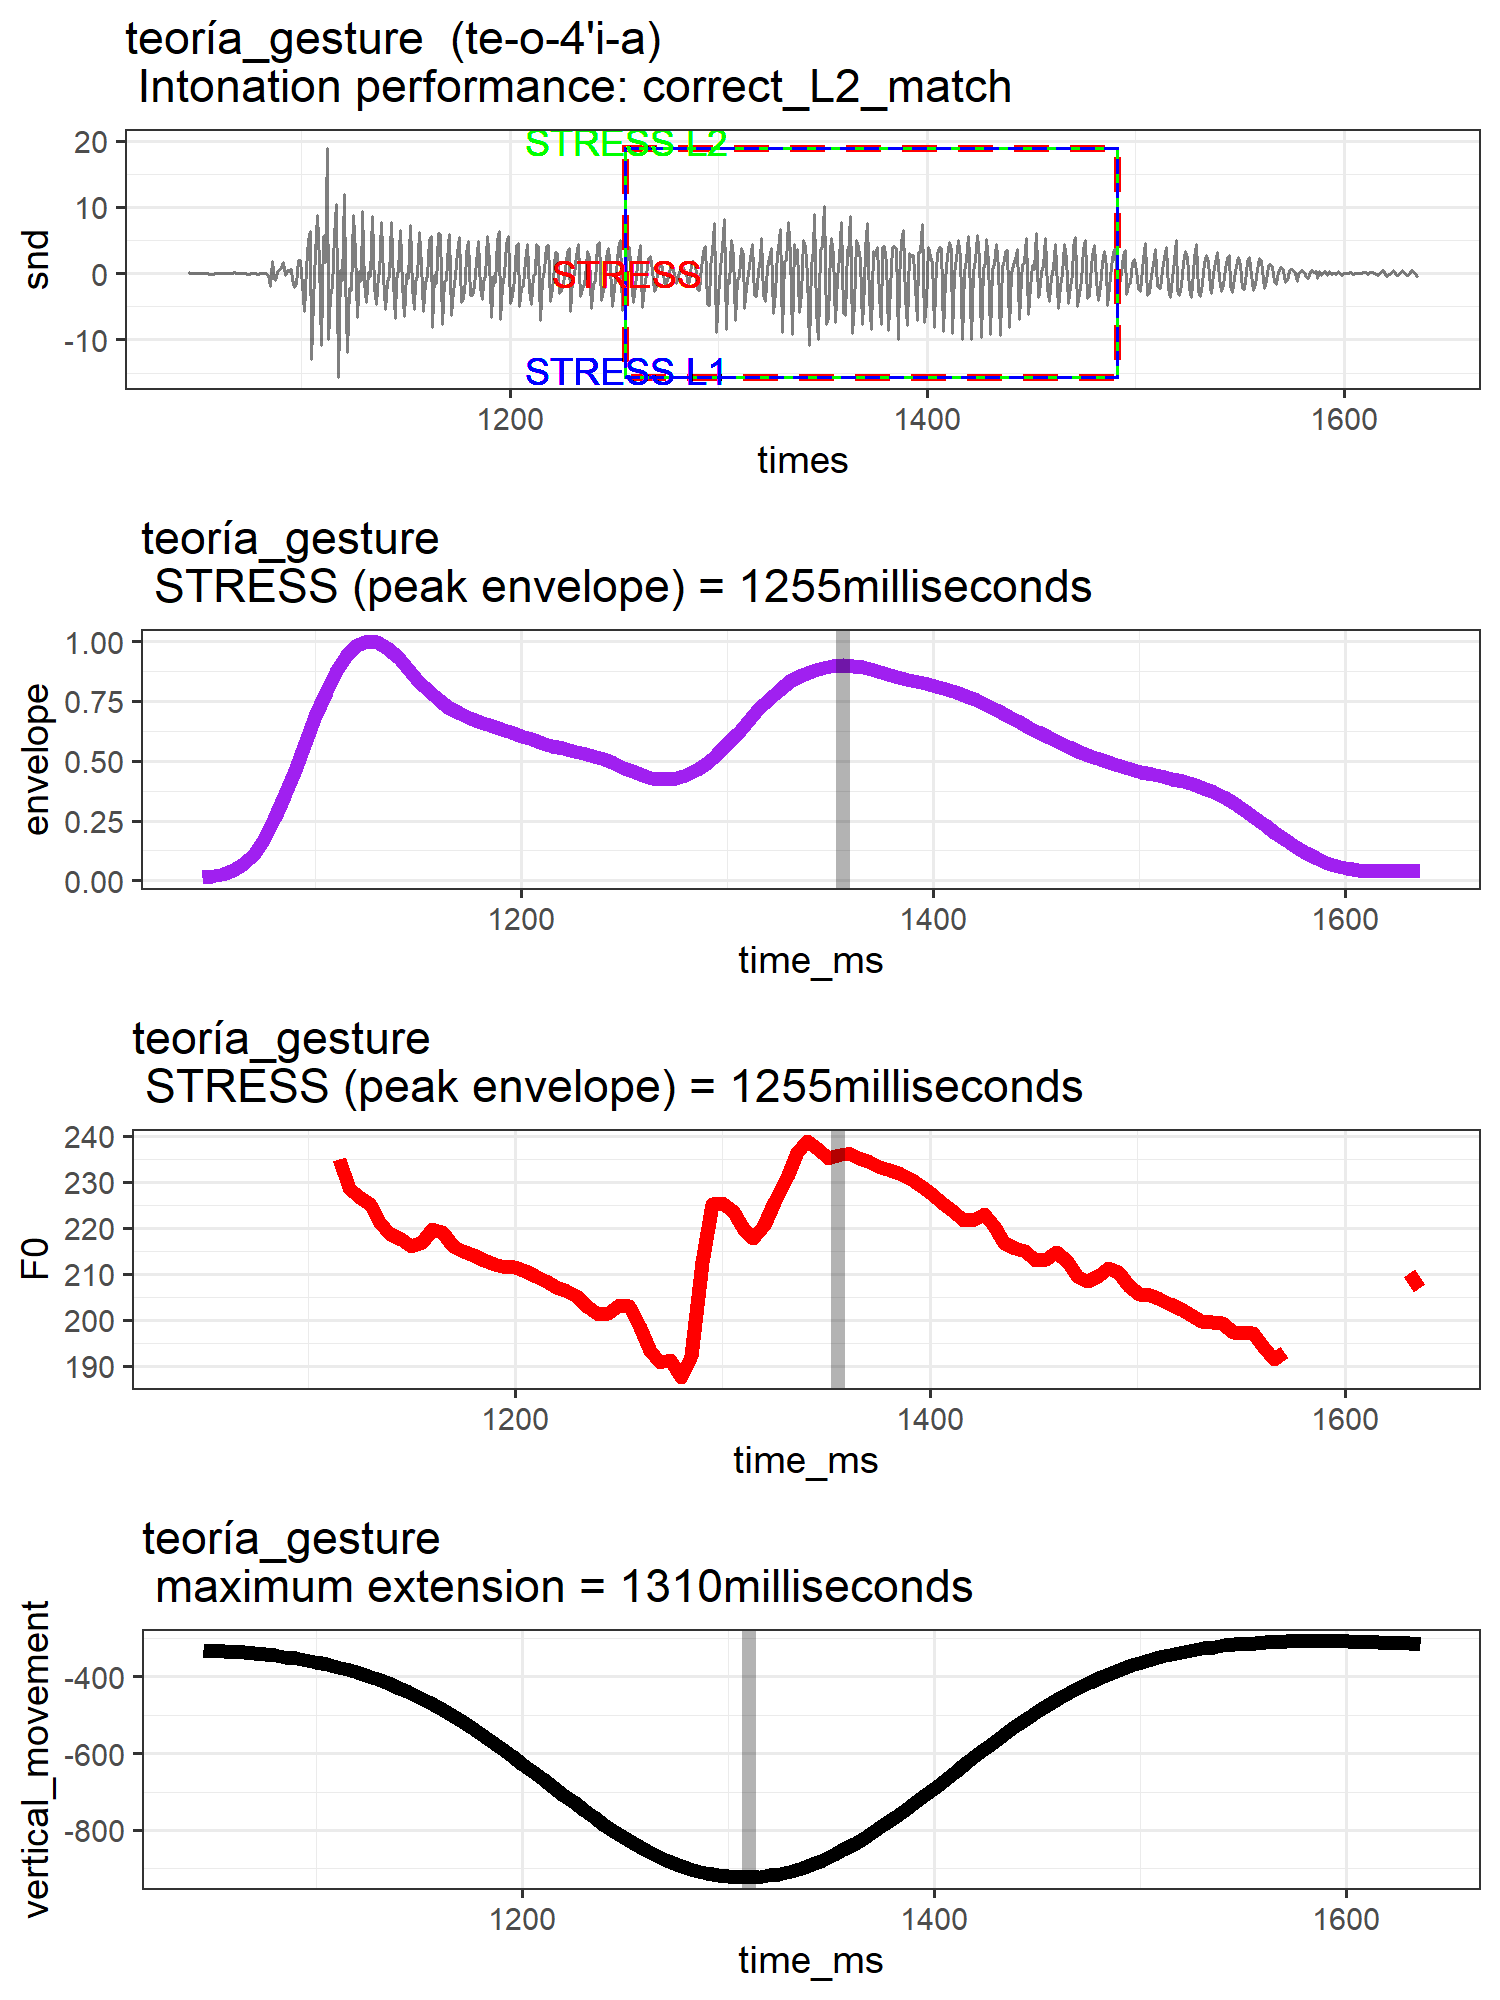 teoría_gesture  (te-o-4'i-a)
Intonation performance: correct_L2_match
20
10
0
-10
snd
STRESS L2
STRESS
STRESS L1
1200
1400
1600
times
teoría_gesture
STRESS (peak envelope) = 1255milliseconds
1.00
0.75
0.50
0.25
0.00
envelope
1200
1400
1600
time_ms
teoría_gesture
STRESS (peak envelope) = 1255milliseconds
240
230
220
210
200
190
F0
1200
1400
1600
time_ms
teoría_gesture
maximum extension = 1310milliseconds
-400
-600
-800
vertical_movement
1200
1400
1600
time_ms